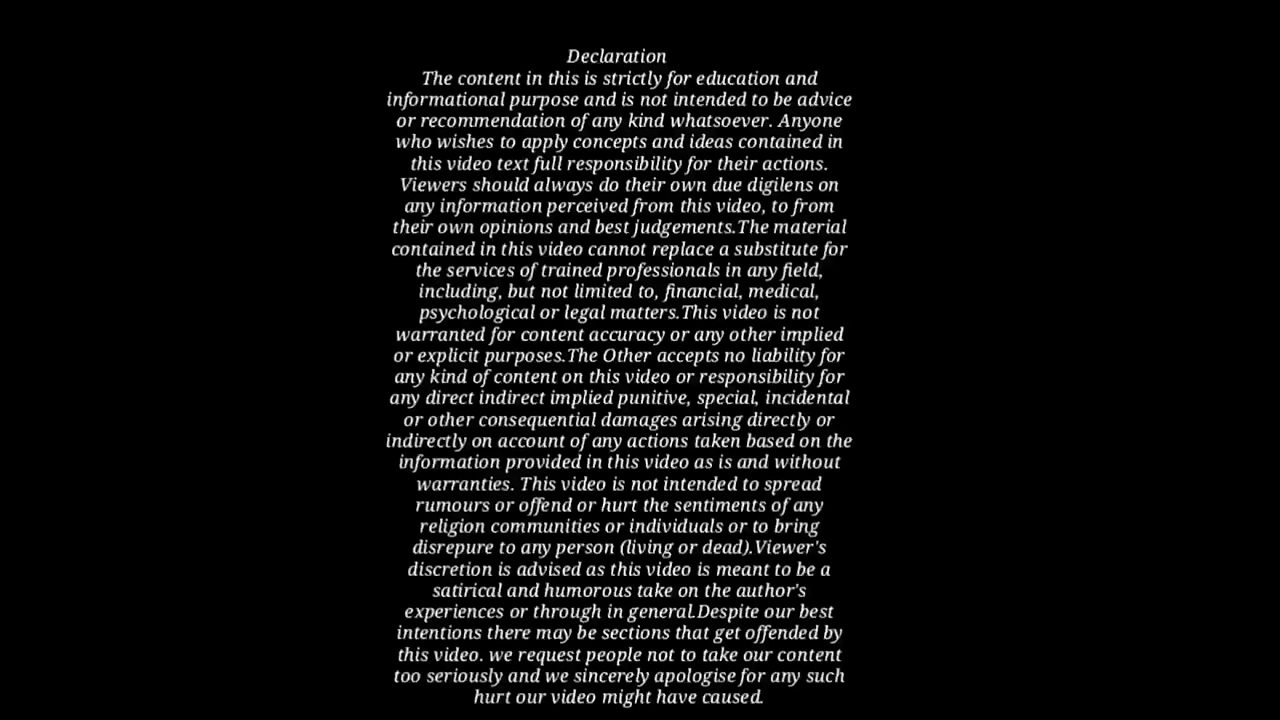 Declaration
The content in this is strictly for education and
informational purpose and is not intended to be advice
or recommendation of any kind whatsoever. Anyone
who wishes to apply concepts and ideas contained in
this video text full responsibility for their actions.
Viewers should always do their own due digilens on
any information perceived from this video, to from
their own opinions and best judgements.The material
contained in this video cannot replace a substitute for
the services of trained professionals in any field,
including, but not limited to, financial, medical,
psychological or legal matters.This video is not
warranted for content accuracy or any other implied
or explicit purposes.The Other accepts no liability for
any kind of content on this video or responsibility for
any direct indirect implied punitive, special, incidental
or other consequential damages arising directly or
indirectly on account of any actions taken based on the
information provided in this video as is and without
warranties. This video is not intended to spread
rumours or offend or hurt the sentiments of any
religion communities or individuals or to bring
disrepure to any person (living or dead).Viewer's
discretion is advised as this video is meant to be a
satirical and humorous take on the author's
experiences or through in general.Despite our best
intentions there may be sections that get offended by
this video. we request people not to take our content
too seriously and we sincerely apologise for any such
hurt our video might have caused.